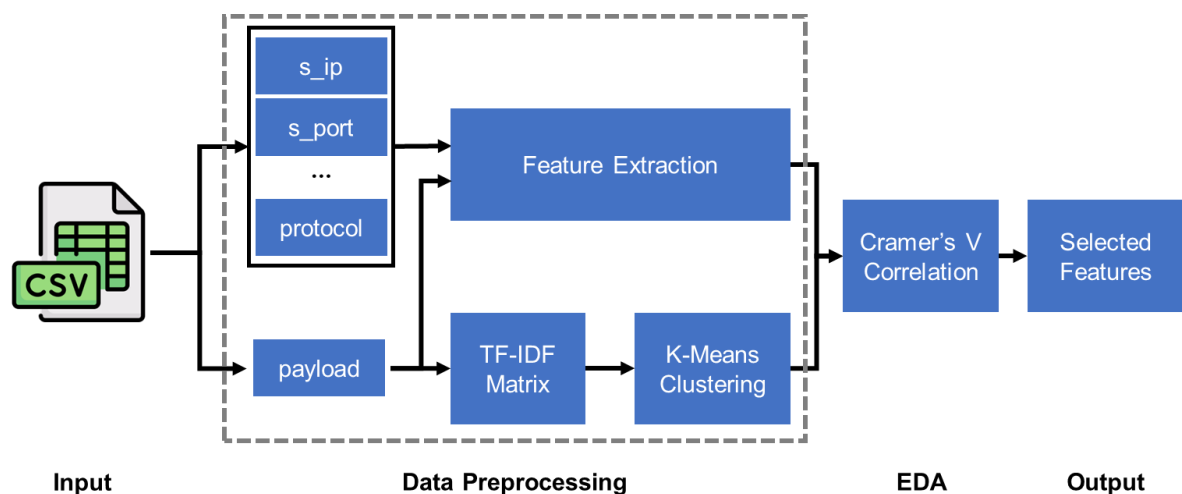 s_ip
s_port
...
protocol
payload
CSV
Feature Extraction
TF-IDF
Matrix
K-Means
Clustering
Cramer's V
Correlation
Selected
Features
Input
Data Preprocessing
EDA
Output